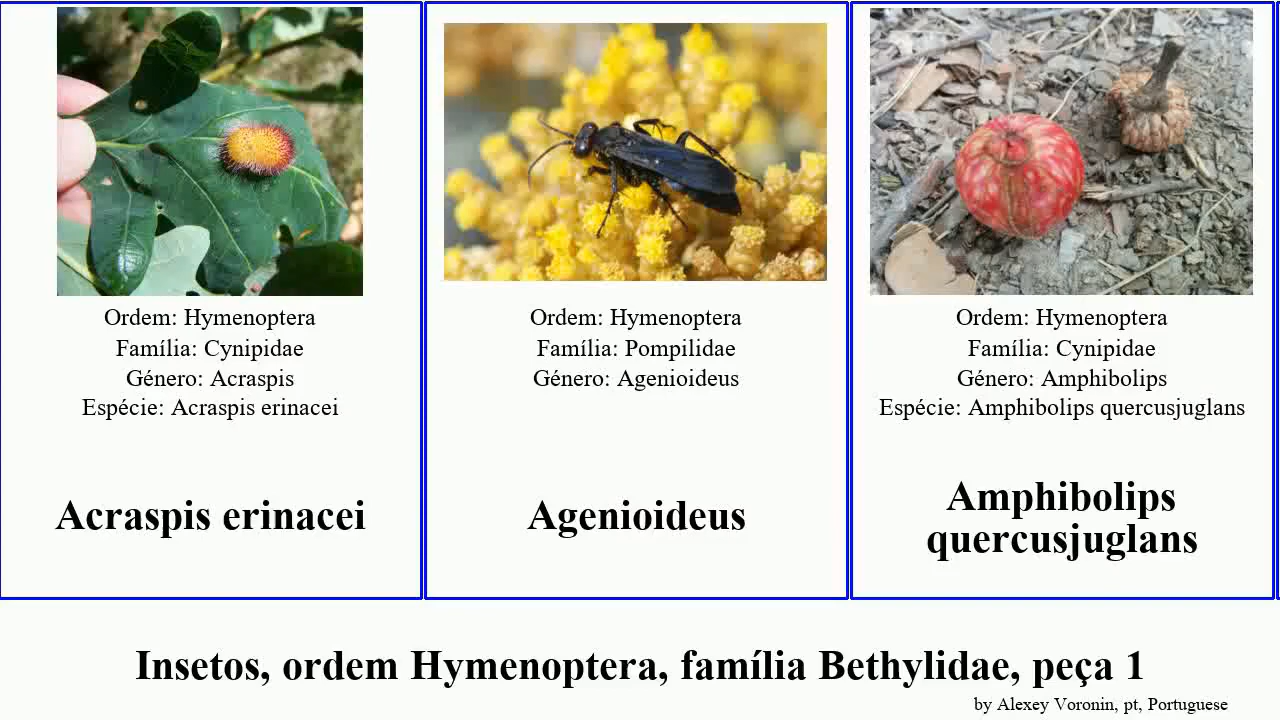 Ordem: Hymenoptera
Família: Cynipidae
Género: Acraspis
Espécie: Acraspis erinacei
Acraspis erinacei
Ordem: Hymenoptera
Família: Pompilidae
Género: Agenioideus
Agenioideus
Ordem: Hymenoptera
Família: Cynipidae
Género: Amphibolips
Espécie: Amphibolips quercusjuglans
Amphibolips
quercusjuglans
Insetos, ordem Hymenoptera, família Bethylidae, peça 1
by Alexey Voronin, pt, Portuguese